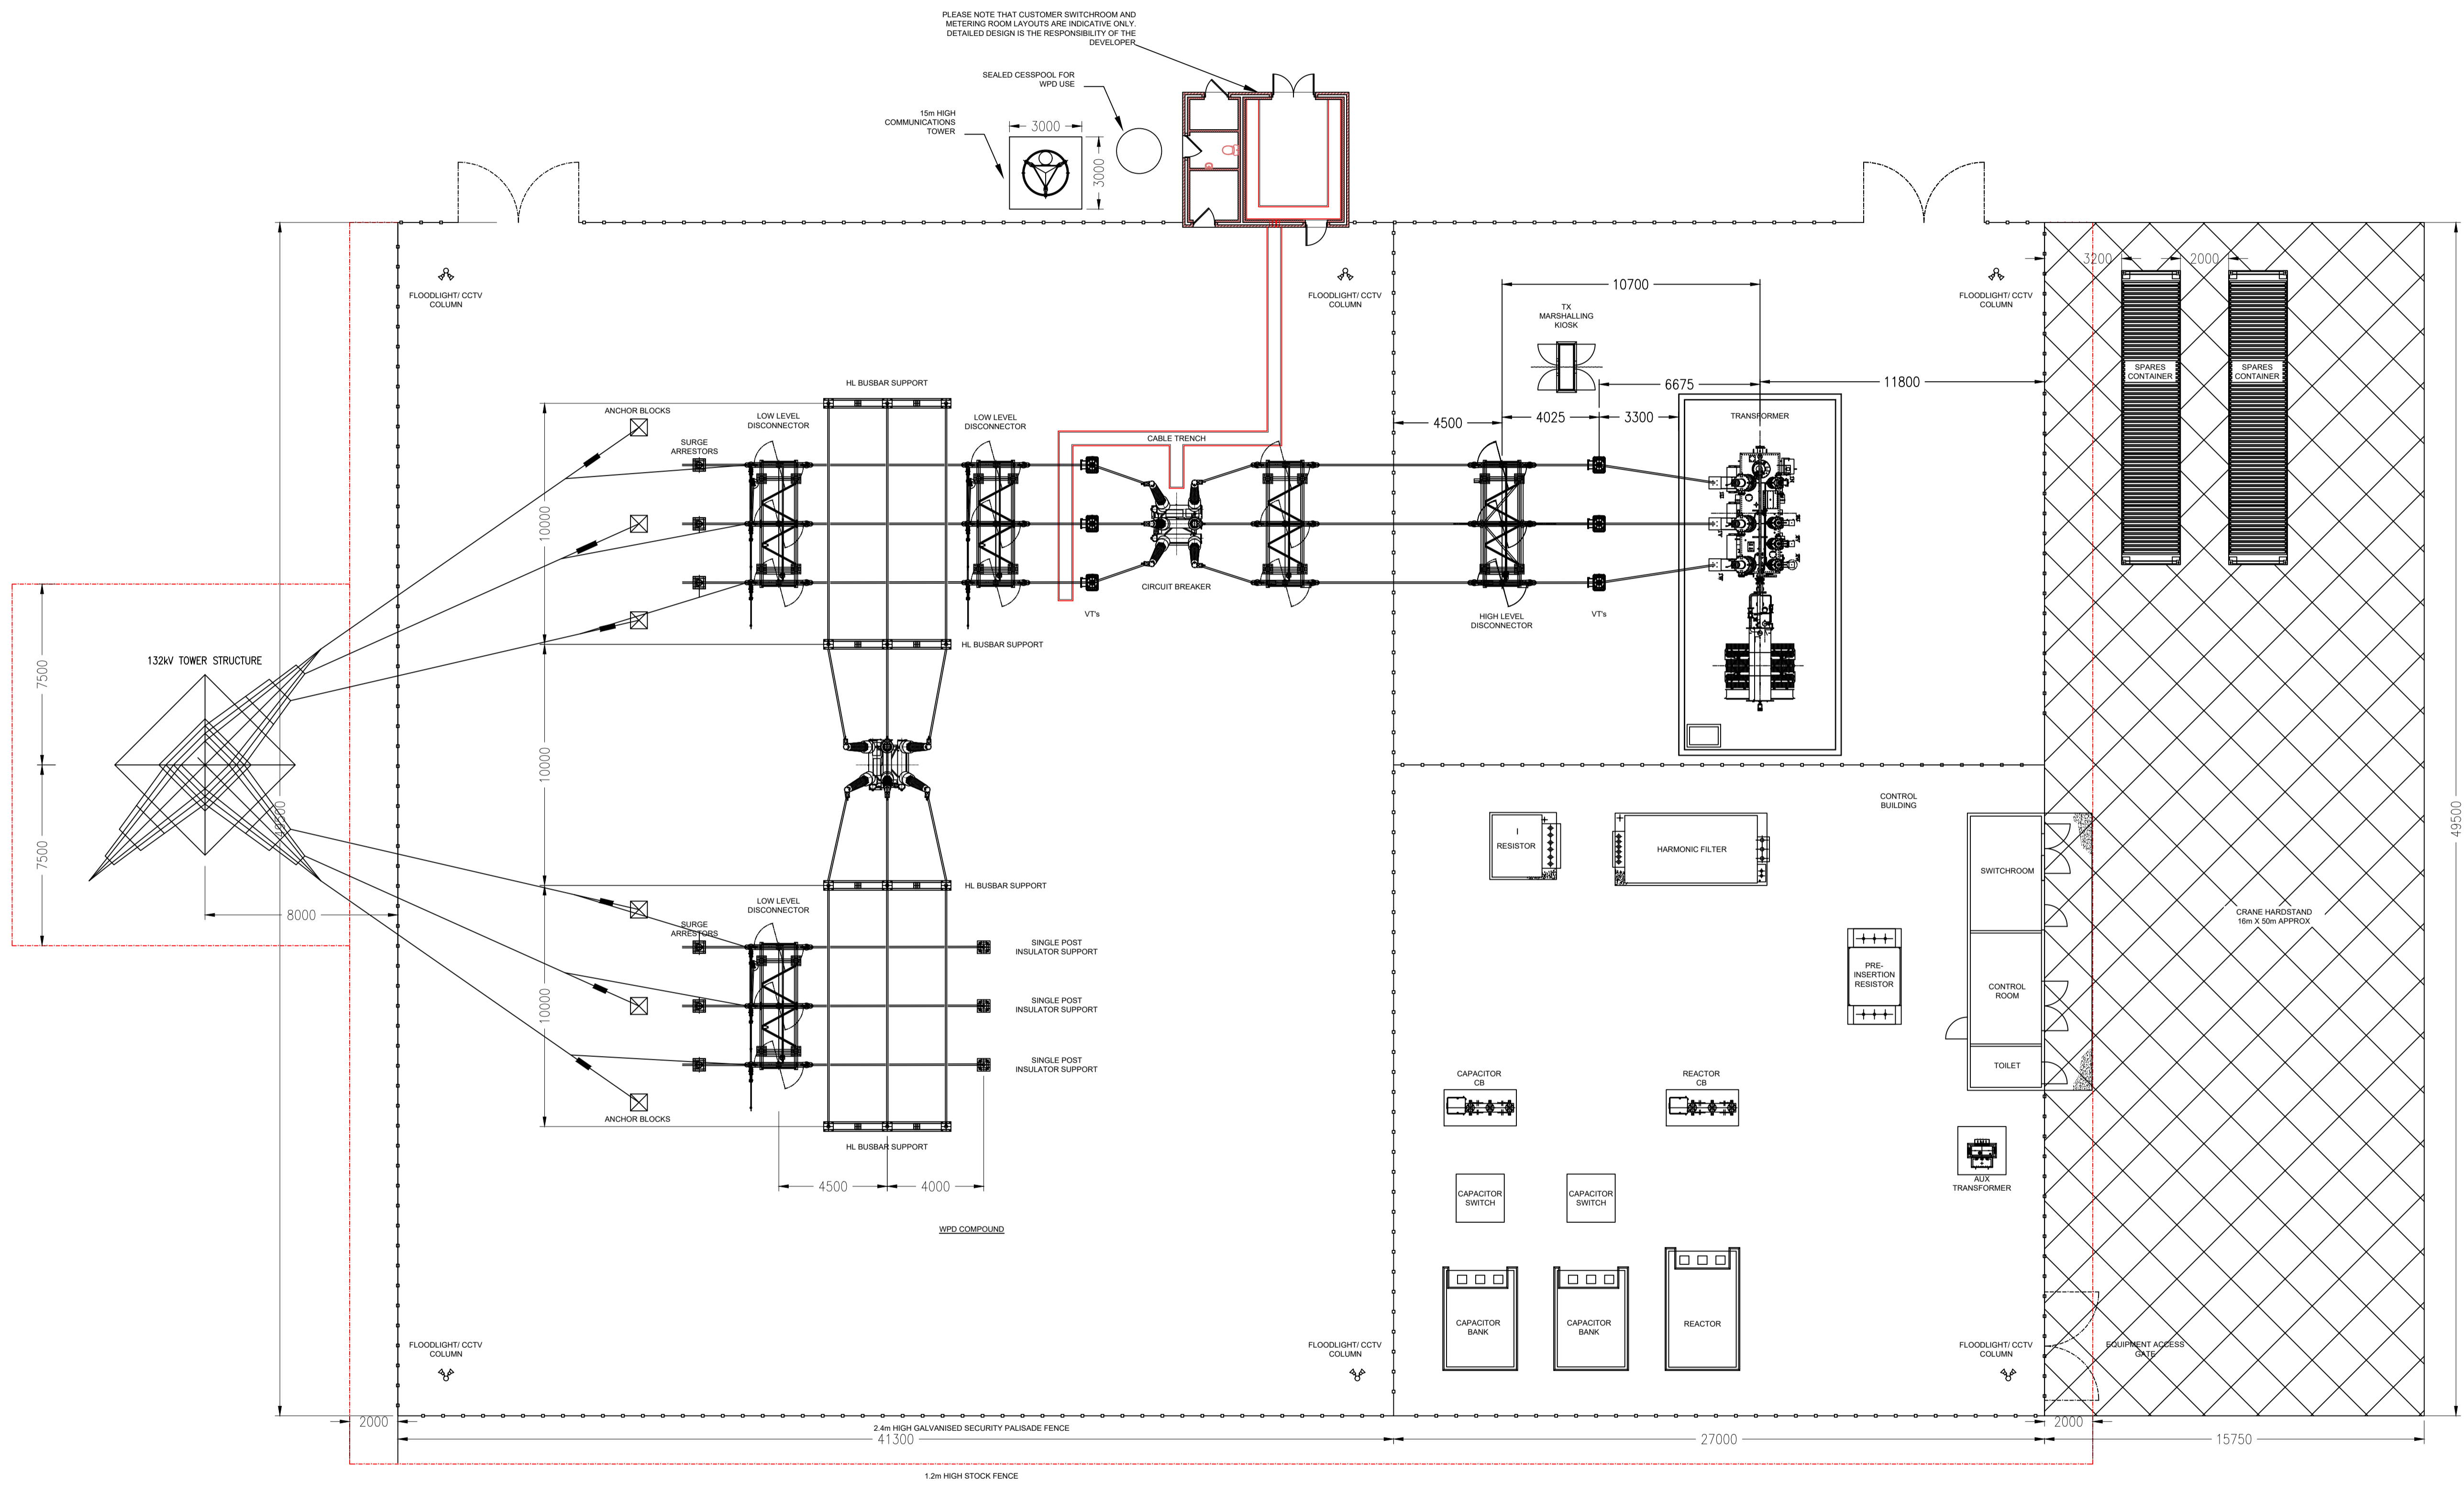 PLEASE NOTE THAT CUSTOMER SWITCHROOM AND
METERING ROOM LAYOUTS ARE INDICATIVE ONLY.
DETAILED DESIGN IS THE RESPONSIBILITY OF THE
DEVELOPER
SEALED CESSPOOL FOR
WPD USE
15m HIGH
COMMUNICATIONS
TOWER
3000
3000
FLOODLIGHT/ CCTV
COLUMN
FLOODLIGHT/ CCTV
COLUMN
FLOODLIGHT/ CCTV
COLUMN
3200
2000
10700
TX
MARSHALLING
KIOSK
6675
11800
SPARES
CONTAINER
SPARES
CONTAINER
HL BUSBAR SUPPORT
ANCHOR BLOCKS
LOW LEVEL
DISCONNECTOR
LOW LEVEL
DISCONNECTOR
4500
4025
3300
TRANSFORMER
SURGE
ARRESTORS
CABLE TRENCH
10000
CIRCUIT BREAKER
VT's
HIGH LEVEL
DISCONNECTOR
VT's
HL BUSBAR SUPPORT
132kV TOWER STRUCTURE
7500
7500
10000
49500
8000
CONTROL
BUILDING
RESISTOR
HARMONIC FILTER
SWITCHROOM
HL BUSBAR SUPPORT
LOW LEVEL
DISCONNECTOR
SURGE
ARRESTORS
CRANE HARDSTAND
16m X 50m APPROX
SINGLE POST
INSULATOR SUPPORT
SINGLE POST
INSULATOR SUPPORT
SINGLE POST
INSULATOR SUPPORT
10000
PRE-
INSERTION
RESISTOR
CONTROL
ROOM
TOILET
CAPACITOR
CB
REACTOR
CB
ANCHOR BLOCKS
HL BUSBAR SUPPORT
4500
4000
AUX
TRANSFORMER
CAPACITOR
SWITCH
CAPACITOR
SWITCH
WPD COMPOUND
CAPACITOR
BANK
CAPACITOR
BANK
REACTOR
FLOODLIGHT/ CCTV
COLUMN
FLOODLIGHT/ CCTV
COLUMN
FLOODLIGHT/ CCTV
COLUMN
EQUIPMENT ACCESS
GATE
2000
2000
2.4m HIGH GALVANISED SECURITY PALISADE FENCE
41300
27000
15750
1.2m HIGH STOCK FENCE